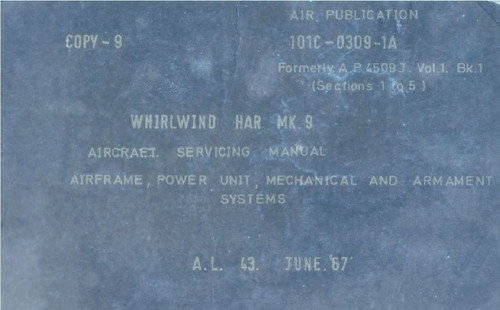 AIR PUBLICATION
COPY-9 101C-0309-1A
Formerly A.P.4509J. Vol.1. Bk.1
(Sections 1 to 5)
WHIRLWIND HAR MK.9
AIRCRAFT. SERVICING MANUAL
AIRFRAME, POWER UNIT, MECHANICAL AND ARMAMENT
SYSTEMS
A.L. 43. JUNE.'67'